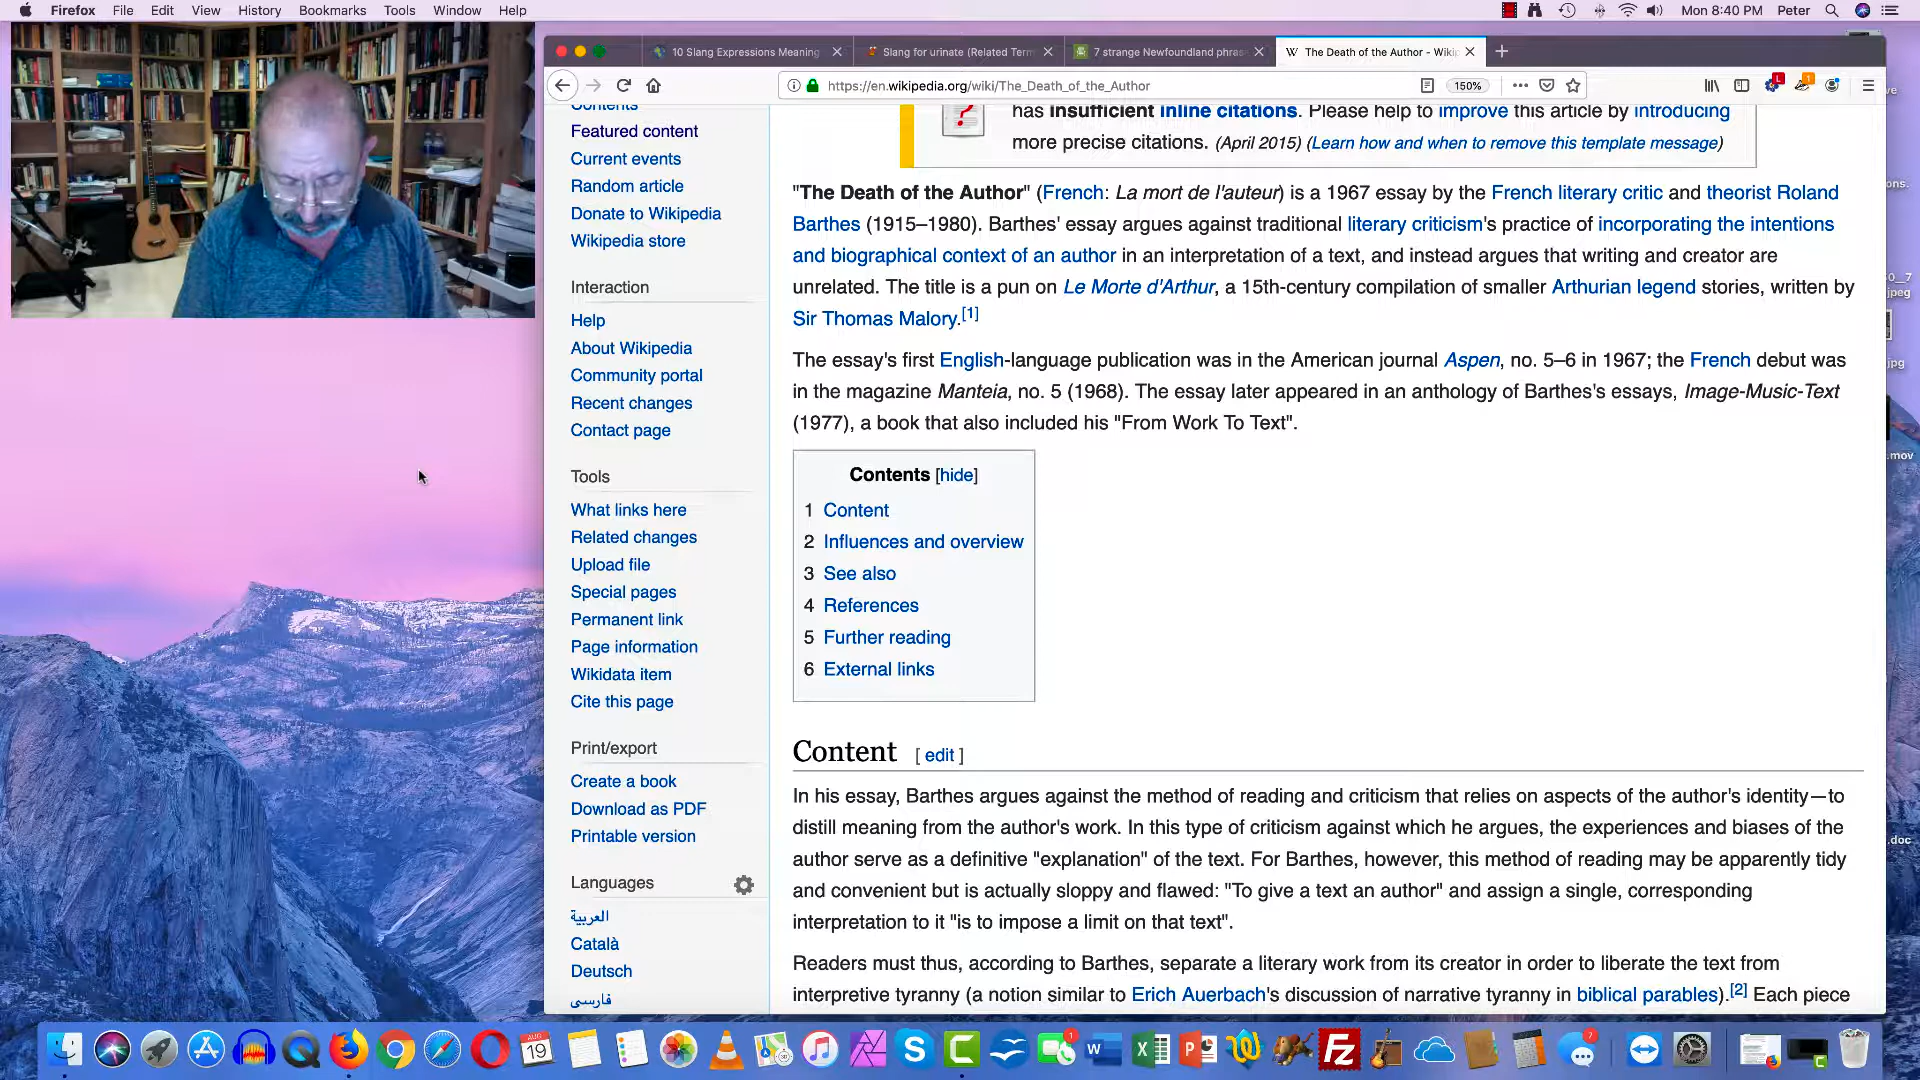 Firefox File Edit View History Bookmarks Tools Window Help
Mon 8:40 PM Peter
10 Slang Expressions Meaning
Slang for urinate (Related Term
7 strange Newfoundland phras
W The Death of the Author - Wiki
https://en.wikipedia.org/wiki/The_Death_of_the_Author
150%
Contents
Featured content
Current events
Random article
Donate to Wikipedia
Wikipedia store
Interaction
Help
About Wikipedia
Community portal
Recent changes
Contact page
Tools
What links here
Related changes
Upload file
Special pages
Permanent link
Page information
Wikidata item
Cite this page
Print/export
Create a book
Download as PDF
Printable version
Languages
العربية
Català
Deutsch
فارسی
has insufficient inline citations. Please help to improve this article by introducing
more precise citations. (April 2015) (Learn how and when to remove this template message)
"The Death of the Author" (French: La mort de l'auteur) is a 1967 essay by the French literary critic and theorist Roland
Barthes (1915–1980). Barthes' essay argues against traditional literary criticism's practice of incorporating the intentions
and biographical context of an author in an interpretation of a text, and instead argues that writing and creator are
unrelated. The title is a pun on Le Morte d'Arthur, a 15th-century compilation of smaller Arthurian legend stories, written by
Sir Thomas Malory.[1]
The essay's first English-language publication was in the American journal Aspen, no. 5–6 in 1967; the French debut was
in the magazine Manteia, no. 5 (1968). The essay later appeared in an anthology of Barthes's essays, Image-Music-Text
(1977), a book that also included his "From Work To Text".
Contents [hide]
1 Content
2 Influences and overview
3 See also
4 References
5 Further reading
6 External links
Content [ edit ]
In his essay, Barthes argues against the method of reading and criticism that relies on aspects of the author's identity—to
distill meaning from the author's work. In this type of criticism against which he argues, the experiences and biases of the
author serve as a definitive "explanation" of the text. For Barthes, however, this method of reading may be apparently tidy
and convenient but is actually sloppy and flawed: "To give a text an author" and assign a single, corresponding
interpretation to it "is to impose a limit on that text".
Readers must thus, according to Barthes, separate a literary work from its creator in order to liberate the text from
interpretive tyranny (a notion similar to Erich Auerbach's discussion of narrative tyranny in biblical parables).[2] Each piece
jpeg
.jpg
.mov
.doc
AUG
19